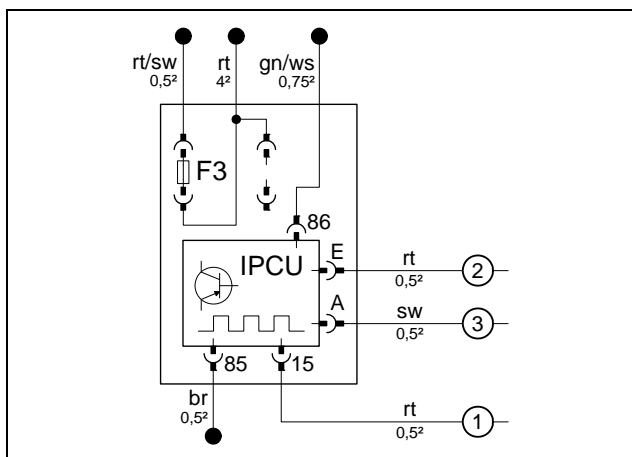 rt/sw
0,5²
rt
4²
gn/ws
0,75²
F3
86
IPCU
E
rt
0,5²
2
A
sw
0,5²
3
85
15
br
0,5²
rt
0,5²
1